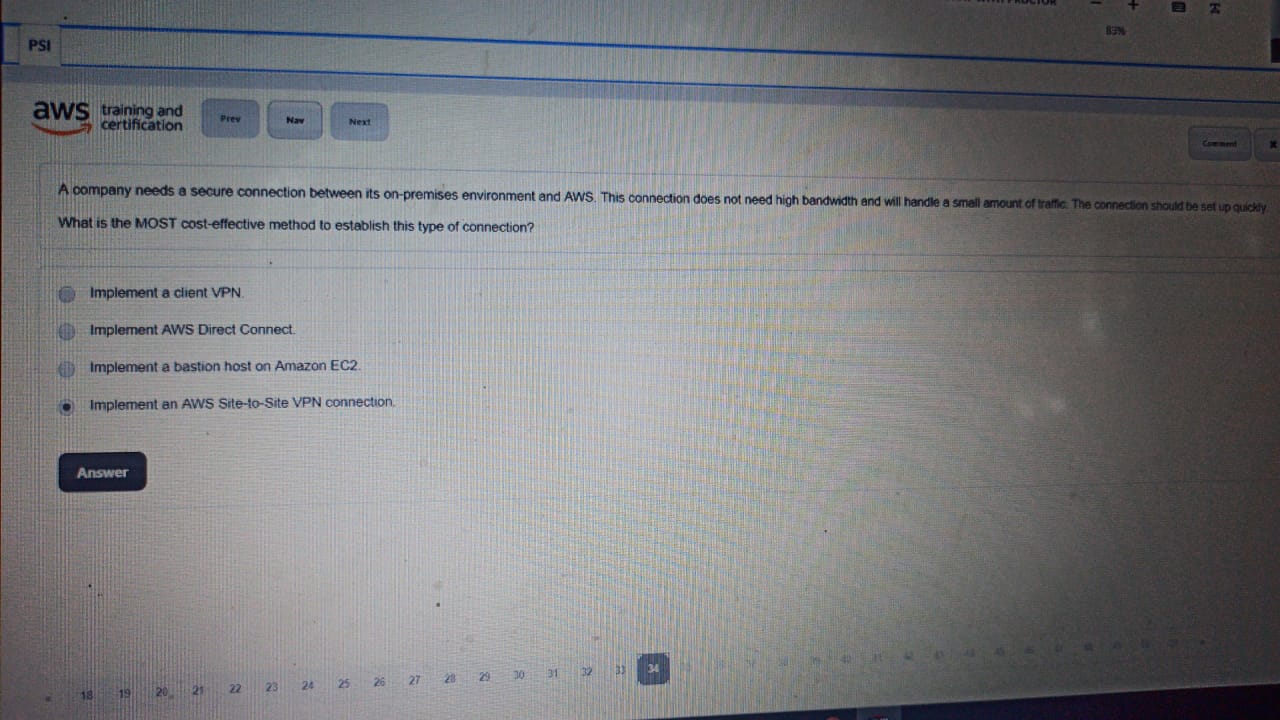 83%
PSI
aws training and
certification
Prev
Nav
Next
Comment
A company needs a secure connection between its on-premises environment and AWS. This connection does not need high bandwidth and will handle a small amount of traffic. The connection should be set up quickly.
What is the MOST cost-effective method to establish this type of connection?
Implement a client VPN.
Implement AWS Direct Connect.
Implement a bastion host on Amazon EC2.
Implement an AWS Site-to-Site VPN connection.
Answer
18 19 20 21 22 23 24 25 26 27 28 29 30 31 32 33 34